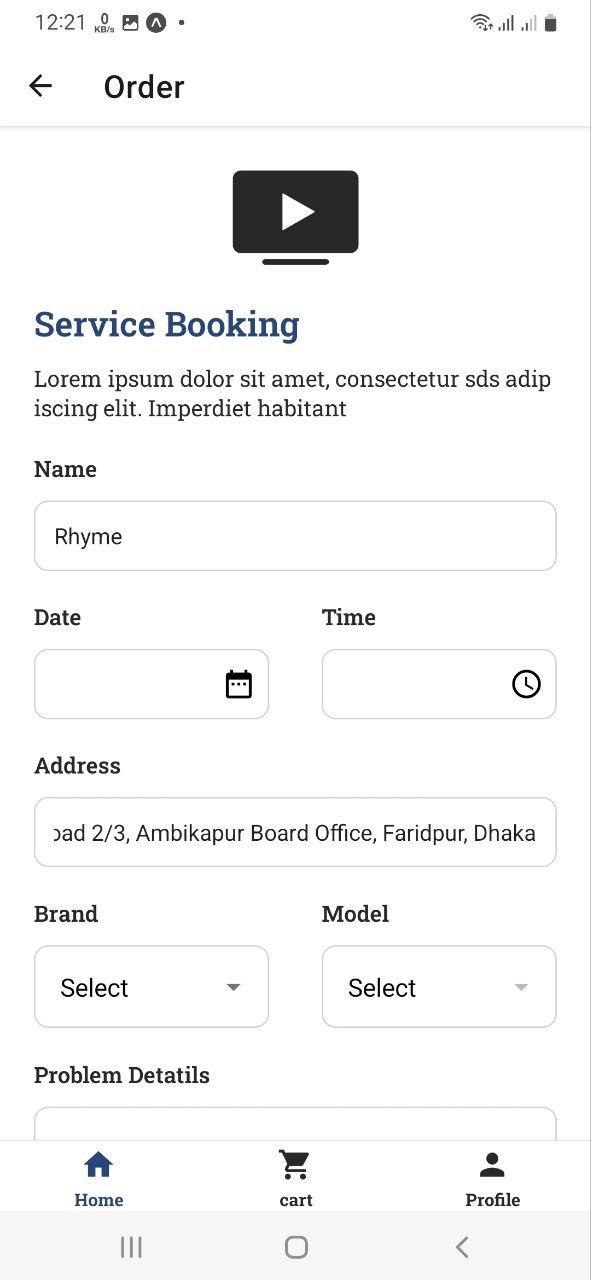 12:21 0 KB/s
Order
Service Booking
Lorem ipsum dolor sit amet, consectetur sds adip
iscing elit. Imperdiet habitant
Name
Rhyme
Date Time
Address
oad 2/3, Ambikapur Board Office, Faridpur, Dhaka
Brand Model
Select Select
Problem Detatils
Home cart Profile